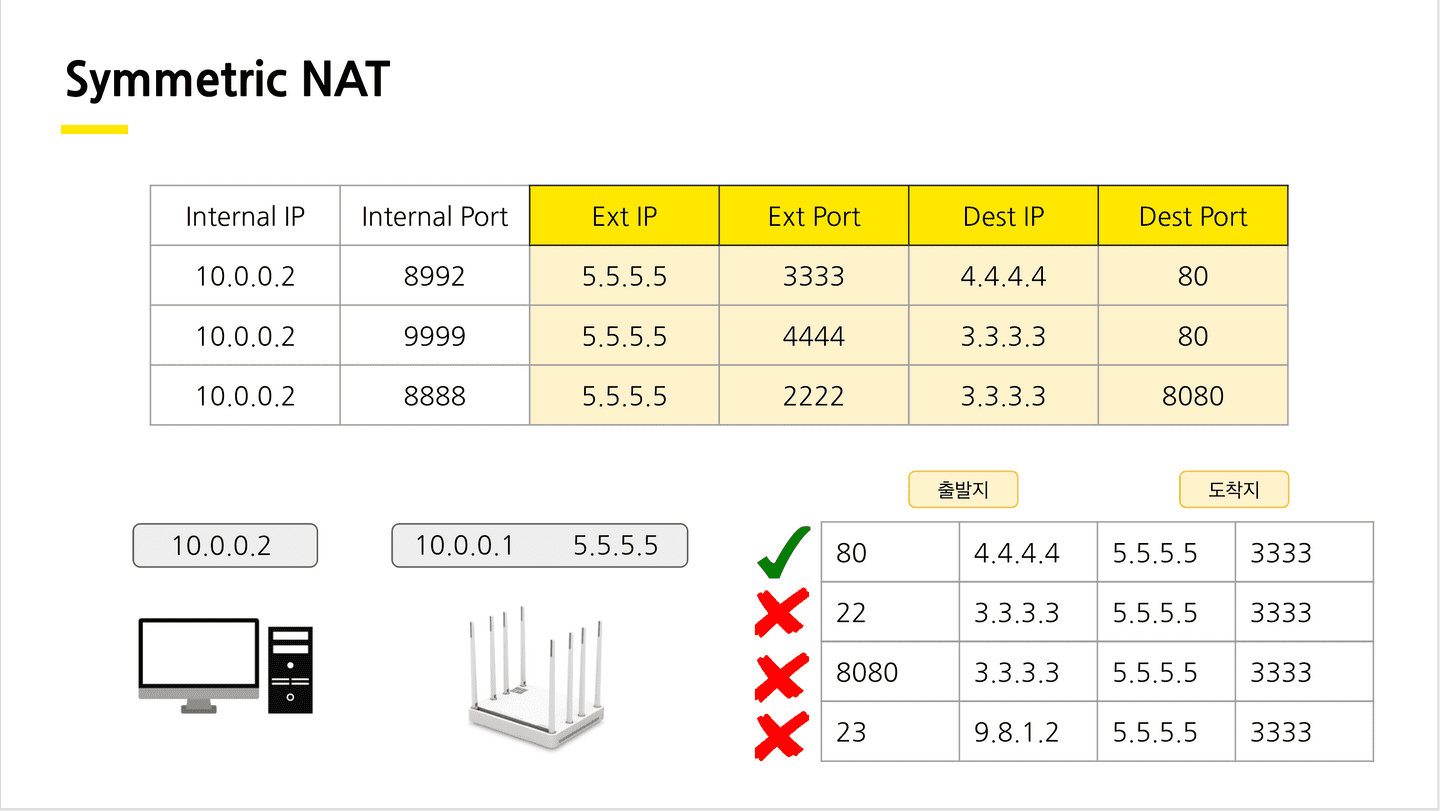 Symmetric NAT
Internal IP Internal Port Ext IP Ext Port Dest IP Dest Port
10.0.0.2 8992 5.5.5.5 3333 4.4.4.4 80
10.0.0.2 9999 5.5.5.5 4444 3.3.3.3 80
10.0.0.2 8888 5.5.5.5 2222 3.3.3.3 8080
출발지 도착지
10.0.0.2
10.0.0.1 5.5.5.5
80 4.4.4.4 5.5.5.5 3333
22 3.3.3.3 5.5.5.5 3333
8080 3.3.3.3 5.5.5.5 3333
23 9.8.1.2 5.5.5.5 3333